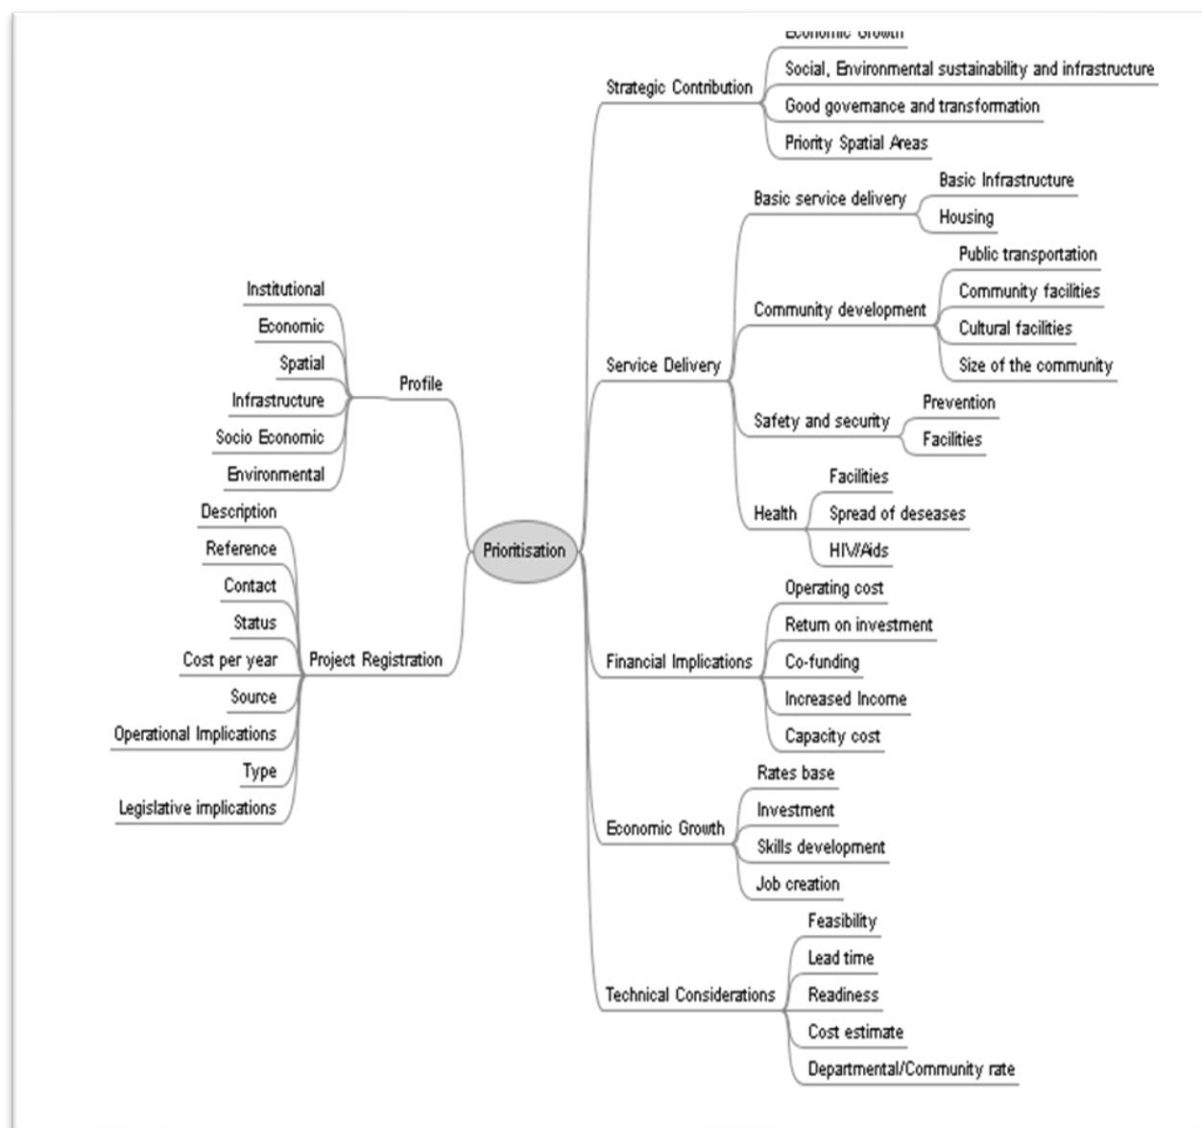 Economic Growth
Strategic Contribution
Social, Environmental sustainability and infrastructure
Good governance and transformation
Priority Spatial Areas
Service Delivery
Basic service delivery
Basic Infrastructure
Housing
Community development
Public transportation
Community facilities
Cultural facilities
Size of the community
Safety and security
Prevention
Facilities
Health
Facilities
Spread of deseases
HIV/Aids
Financial Implications
Operating cost
Return on investment
Co-funding
Increased Income
Capacity cost
Economic Growth
Rates base
Investment
Skills development
Job creation
Technical Considerations
Feasibility
Lead time
Readiness
Cost estimate
Departmental/Community rate
Prioritisation
Profile
Institutional
Economic
Spatial
Infrastructure
Socio Economic
Environmental
Project Registration
Description
Reference
Contact
Status
Cost per year
Source
Operational Implications
Type
Legislative implications